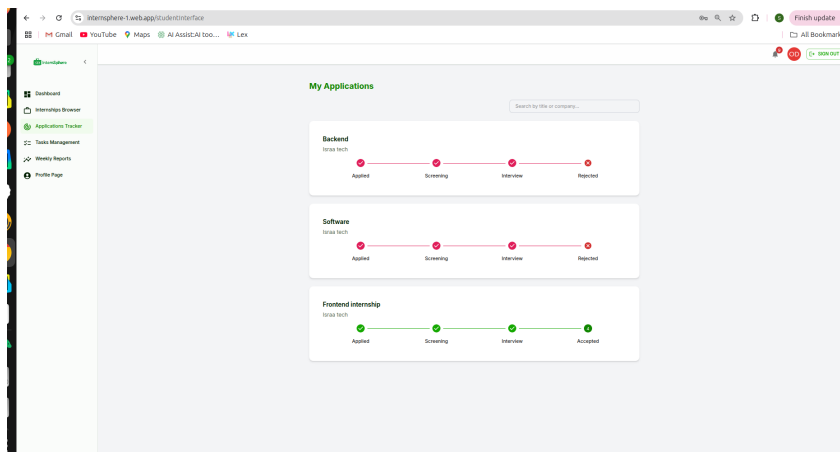 internsphere-1.web.app/studentInterface
Finish update
Gmail YouTube Maps AI Assist:AI too... Lex
All Bookmark
InternSphere
OD SIGN OUT
Dashboard
Internships Browser
Applications Tracker
Tasks Management
Weekly Reports
Profile Page
My Applications
Search by title or company...
Backend
Israa tech
Applied Screening Interview Rejected
Software
Israa tech
Applied Screening Interview Rejected
Frontend internship
Israa tech
Applied Screening Interview Accepted